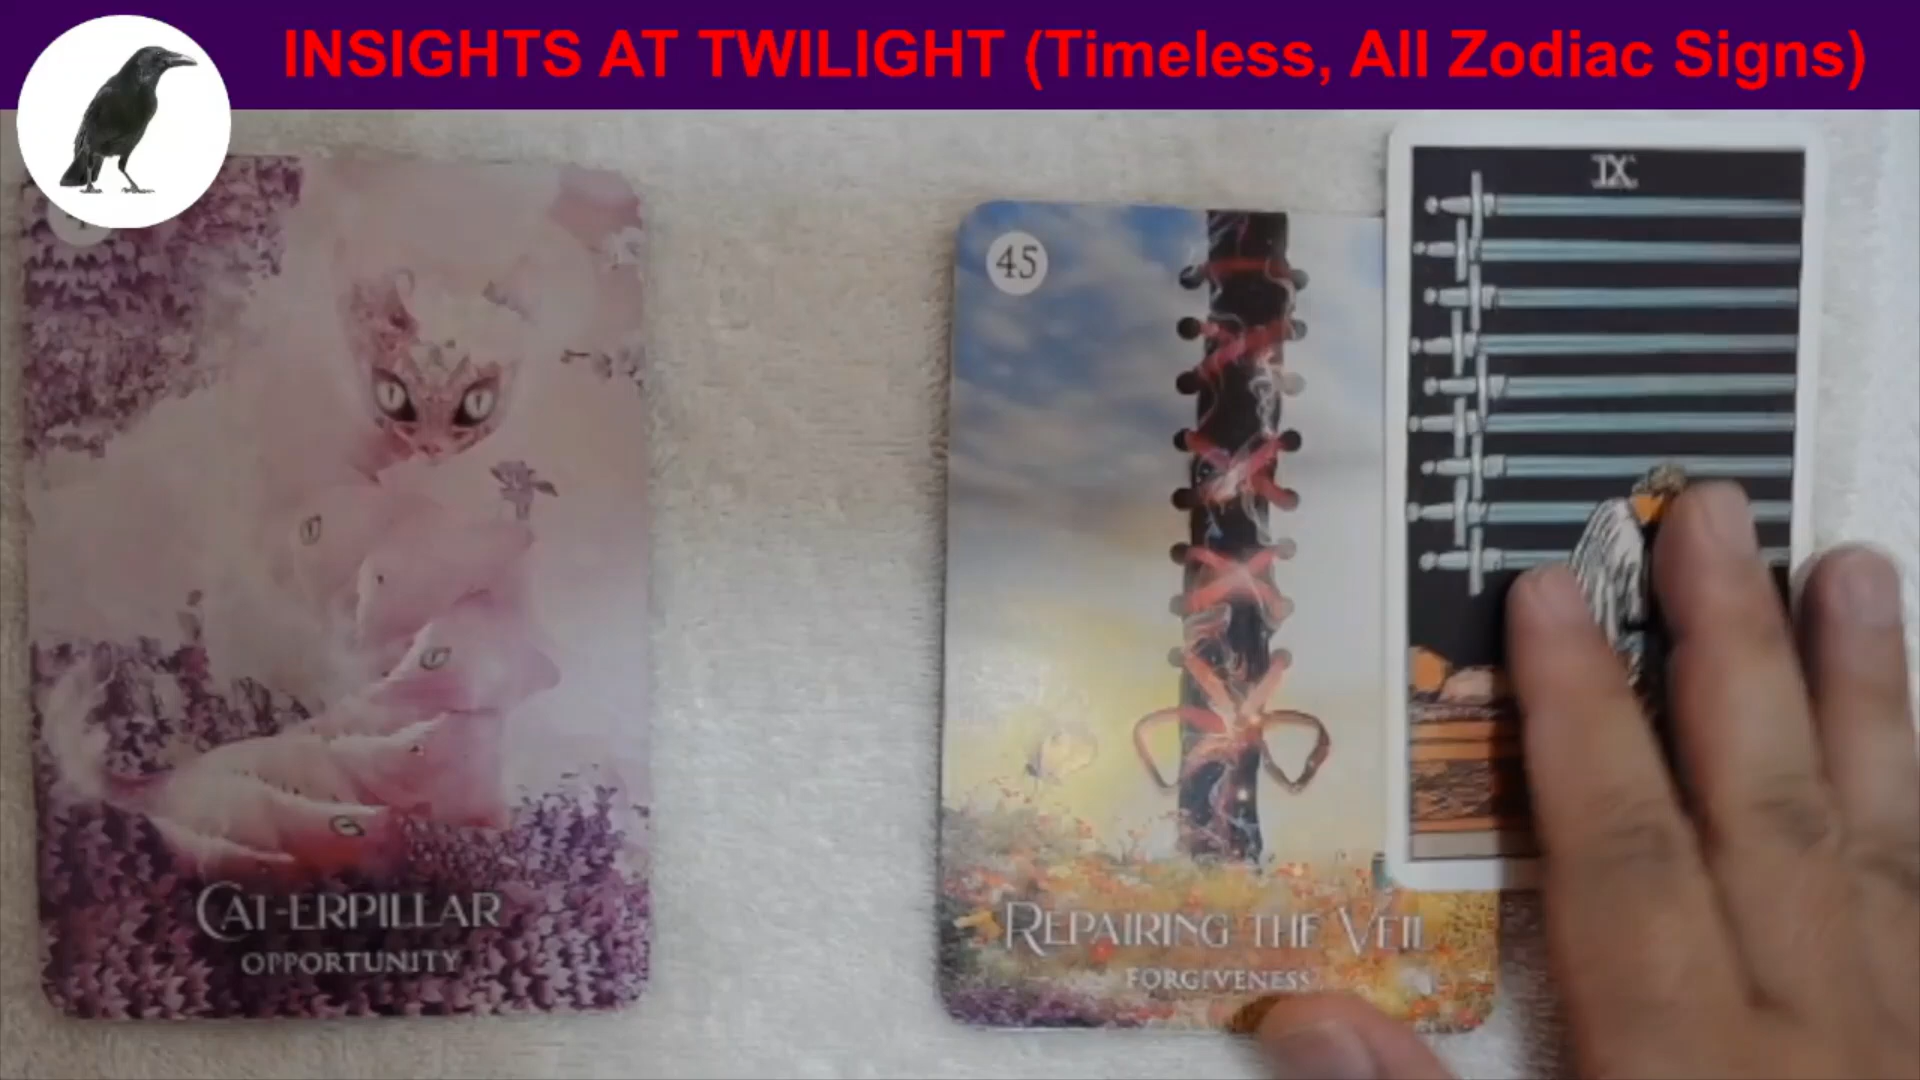 INSIGHTS AT TWILIGHT (Timeless, All Zodiac Signs)
45
IX
CAT-ERPILLAR
OPPORTUNITY
REPAIRING THE VEIL
FORGIVENESS